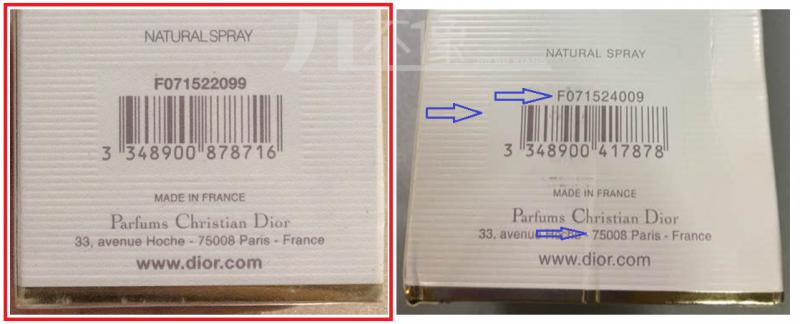 NATURAL SPRAY
F071522099
3 348900 878716
MADE IN FRANCE
Parfums Christian Dior
33, avenue Hoche - 75008 Paris - France
www.dior.com
NATURAL SPRAY
F071524009
3 348900 417878
MADE IN FRANCE
Parfums Christian Dior
33, avenue Hoche - 75008 Paris - France
www.dior.com